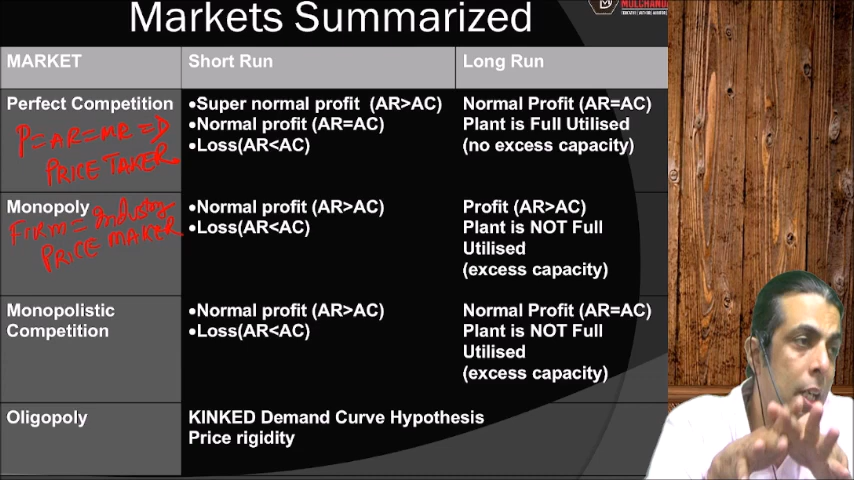 Markets Summarized
MARKET
Short Run
Long Run
Perfect Competition
P=AR=MR=D
PRICE TAKER
•Super normal profit (AR>AC)
•Normal profit (AR=AC)
•Loss(AR<AC)
Normal Profit (AR=AC)
Plant is Full Utilised
(no excess capacity)
Monopoly
Firm = Industry
PRICE MAKER
•Normal profit (AR>AC)
•Loss(AR<AC)
Profit (AR>AC)
Plant is NOT Full
Utilised
(excess capacity)
Monopolistic
Competition
•Normal profit (AR>AC)
•Loss(AR<AC)
Normal Profit (AR=AC)
Plant is NOT Full
Utilised
(excess capacity)
Oligopoly
KINKED Demand Curve Hypothesis
Price rigidity